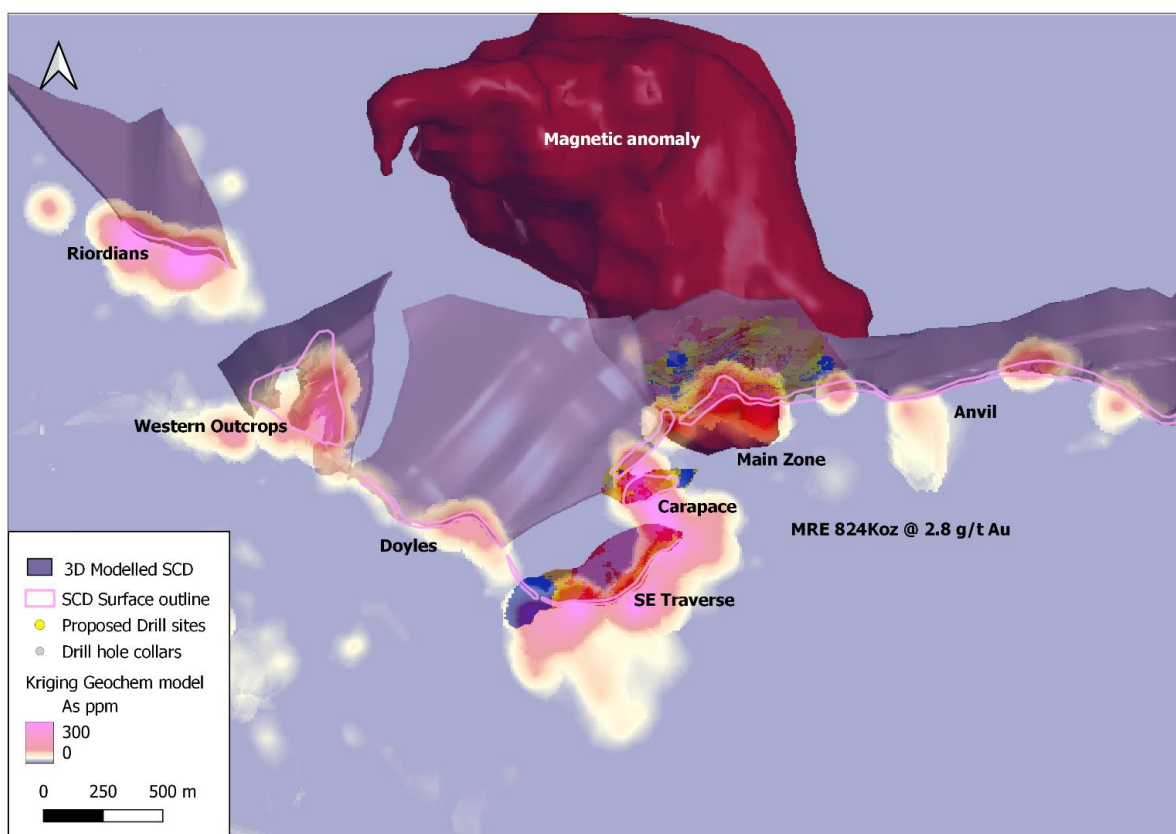 Magnetic anomaly
Riordians
Western Outcrops
Anvil
Main Zone
Carapace
MRE 824Koz @ 2.8 g/t Au
Doyles
SE Traverse
3D Modelled SCD
SCD Surface outline
Proposed Drill sites
Drill hole collars
Kriging Geochem model
As ppm
300
0
0 250 500 m